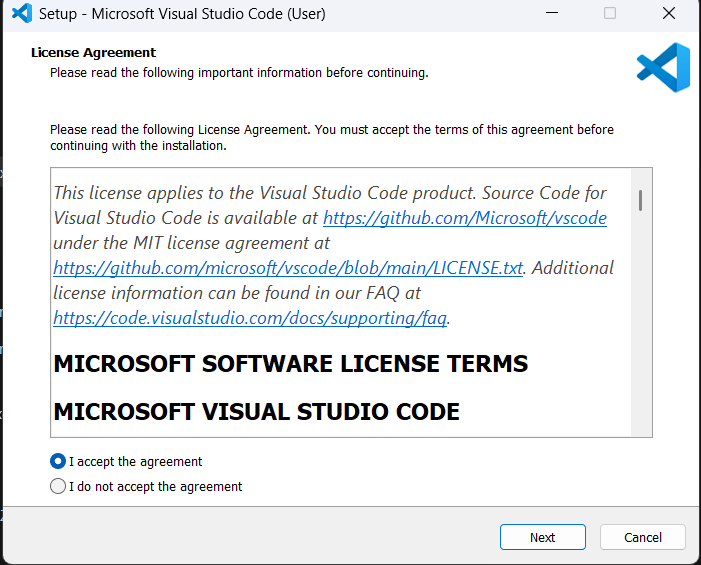 Setup - Microsoft Visual Studio Code (User)
License Agreement
Please read the following important information before continuing.
Please read the following License Agreement. You must accept the terms of this agreement before
continuing with the installation.
This license applies to the Visual Studio Code product. Source Code for
Visual Studio Code is available at https://github.com/Microsoft/vscode
under the MIT license agreement at
https://github.com/microsoft/vscode/blob/main/LICENSE.txt. Additional
license information can be found in our FAQ at
https://code.visualstudio.com/docs/supporting/faq.
MICROSOFT SOFTWARE LICENSE TERMS
MICROSOFT VISUAL STUDIO CODE
I accept the agreement
I do not accept the agreement
Next Cancel